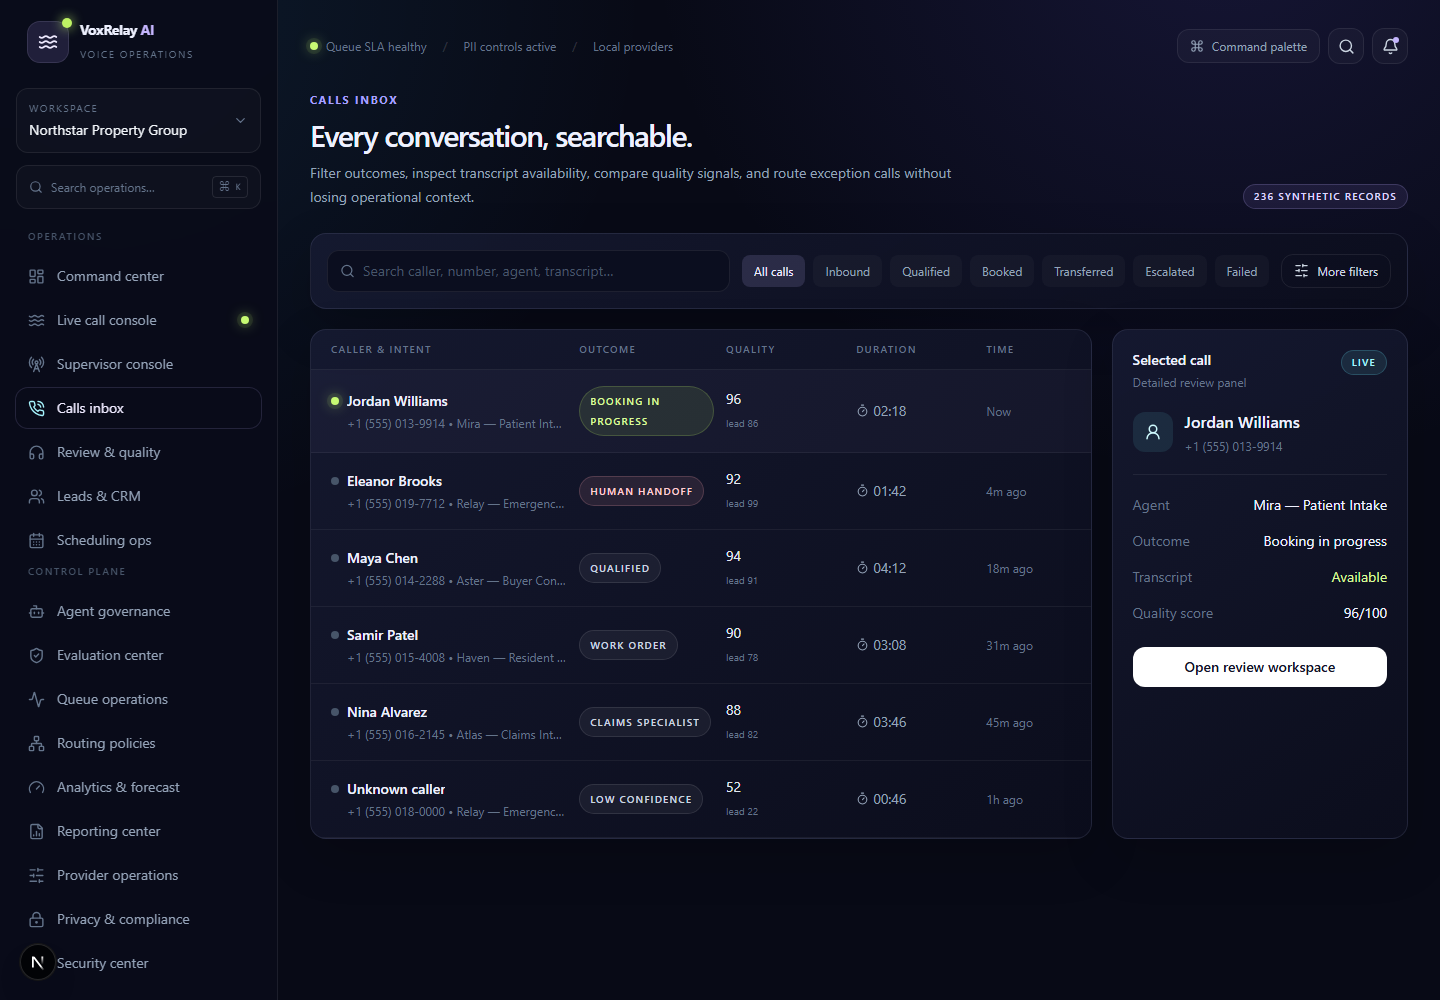 VoxRelay AI
VOICE OPERATIONS
WORKSPACE
Northstar Property Group
Search operations...
⌘ K
OPERATIONS
Command center
Live call console
Supervisor console
Calls inbox
Review & quality
Leads & CRM
Scheduling ops
CONTROL PLANE
Agent governance
Evaluation center
Queue operations
Routing policies
Analytics & forecast
Reporting center
Provider operations
Privacy & compliance
N
Security center
Queue SLA healthy / PII controls active / Local providers
⌘ Command palette
CALLS INBOX
Every conversation, searchable.
Filter outcomes, inspect transcript availability, compare quality signals, and route exception calls without
losing operational context.
236 SYNTHETIC RECORDS
Search caller, number, agent, transcript...
All calls
Inbound
Qualified
Booked
Transferred
Escalated
Failed
More filters
CALLER & INTENT OUTCOME QUALITY DURATION TIME
Jordan Williams
+1 (555) 013-9914 • Mira — Patient Int...
BOOKING IN
PROGRESS
96
lead 86
02:18
Now
Eleanor Brooks
+1 (555) 019-7712 • Relay — Emergenc...
HUMAN HANDOFF
92
lead 99
01:42
4m ago
Maya Chen
+1 (555) 014-2288 • Aster — Buyer Con...
QUALIFIED
94
lead 91
04:12
18m ago
Samir Patel
+1 (555) 015-4008 • Haven — Resident ...
WORK ORDER
90
lead 78
03:08
31m ago
Nina Alvarez
+1 (555) 016-2145 • Atlas — Claims Int...
CLAIMS SPECIALIST
88
lead 82
03:46
45m ago
Unknown caller
+1 (555) 018-0000 • Relay — Emergenc...
LOW CONFIDENCE
52
lead 22
00:46
1h ago
Selected call
Detailed review panel
LIVE
Jordan Williams
+1 (555) 013-9914
Agent Mira — Patient Intake
Outcome Booking in progress
Transcript Available
Quality score 96/100
Open review workspace